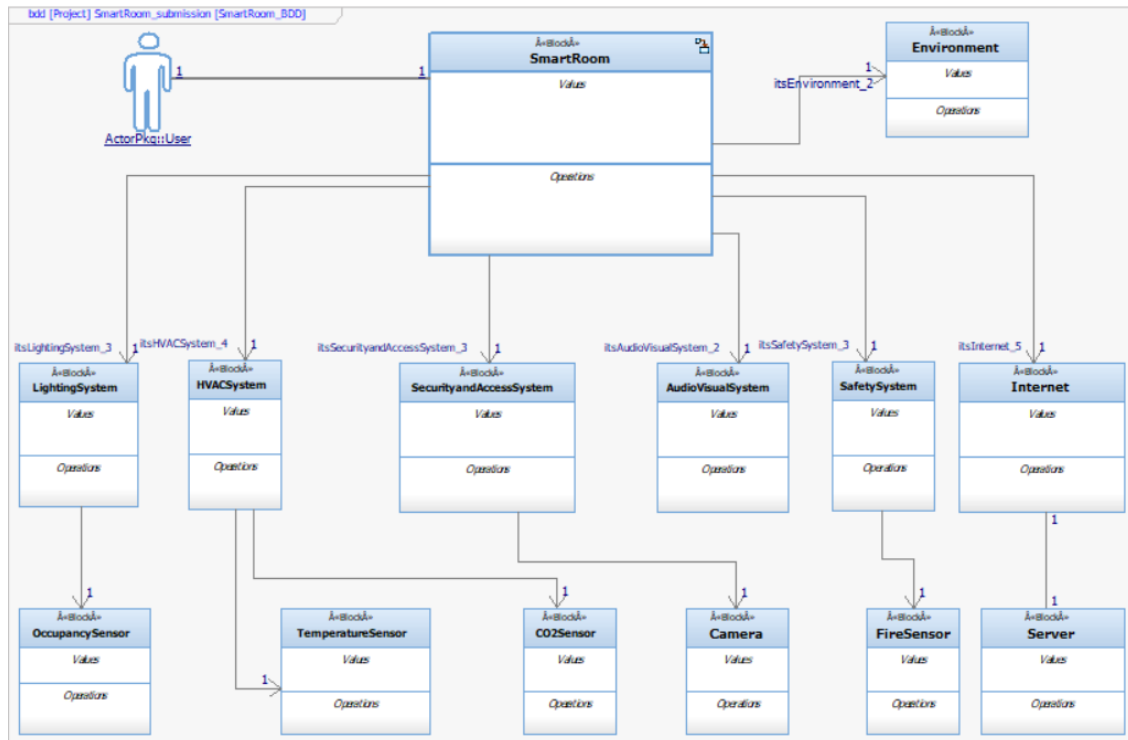 bdd [Project] SmartRoom_submission [SmartRoom_BDD]
«BlockÂ»
SmartRoom
Values
Operations
1
1
ActorPkg::User
«BlockÂ»
Environment
Values
Operations
1
itsEnvironment_2
itsLightingSystem_3
1
itsHVACSystem_4
1
itsSecurityandAccessSystem_3
1
itsAudioVisualSystem_2
1
itsSafetySystem_3
1
itsInternet_5
1
«BlockÂ»
LightingSystem
Values
Operations
«BlockÂ»
HVACSystem
Values
Operations
«BlockÂ»
SecurityandAccessSystem
Values
Operations
«BlockÂ»
AudioVisualSystem
Values
Operations
«BlockÂ»
SafetySystem
Values
Operations
«BlockÂ»
Internet
Values
Operations
1
1
1
1
1
1
1
«BlockÂ»
OccupancySensor
Values
Operations
«BlockÂ»
TemperatureSensor
Values
Operations
«BlockÂ»
CO2Sensor
Values
Operations
«BlockÂ»
Camera
Values
Operations
«BlockÂ»
FireSensor
Values
Operations
«BlockÂ»
Server
Values
Operations